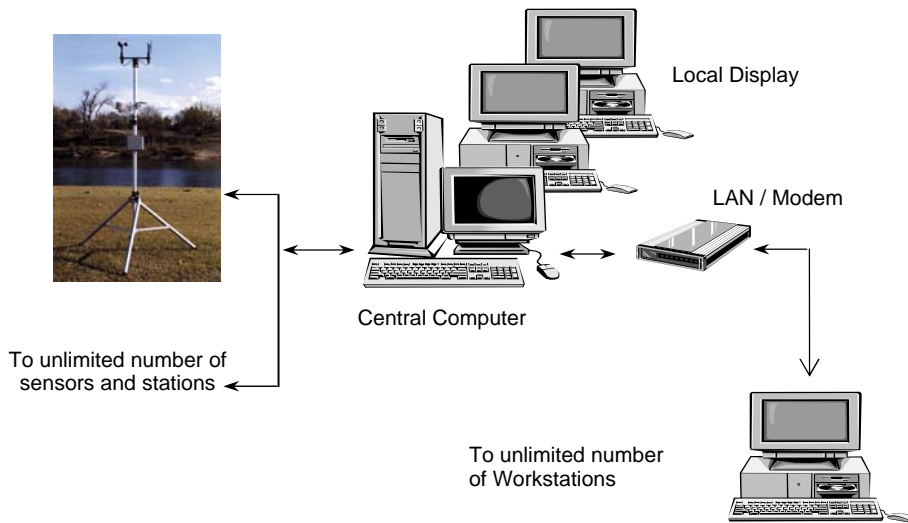 Local Display
LAN / Modem
Central Computer
To unlimited number of
sensors and stations
To unlimited number
of Workstations